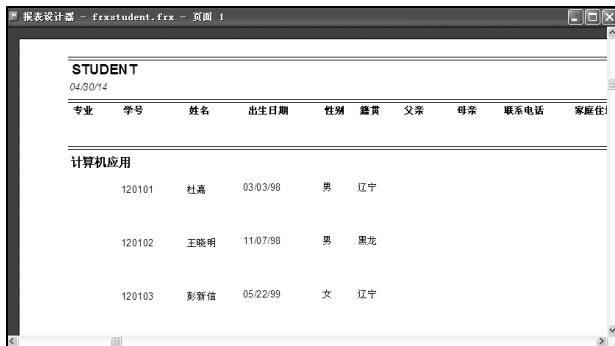 报表设计器 - frxstudent.frx - 页面 1
STUDENT
04/30/14
专业 学号 姓名 出生日期 性别 籍贯 父亲 母亲 联系电话 家庭住
计算机应用
120101 杜嘉 03/03/98 男 辽宁
120102 王晓明 11/07/98 男 黑龙
120103 彭新信 05/22/99 女 辽宁